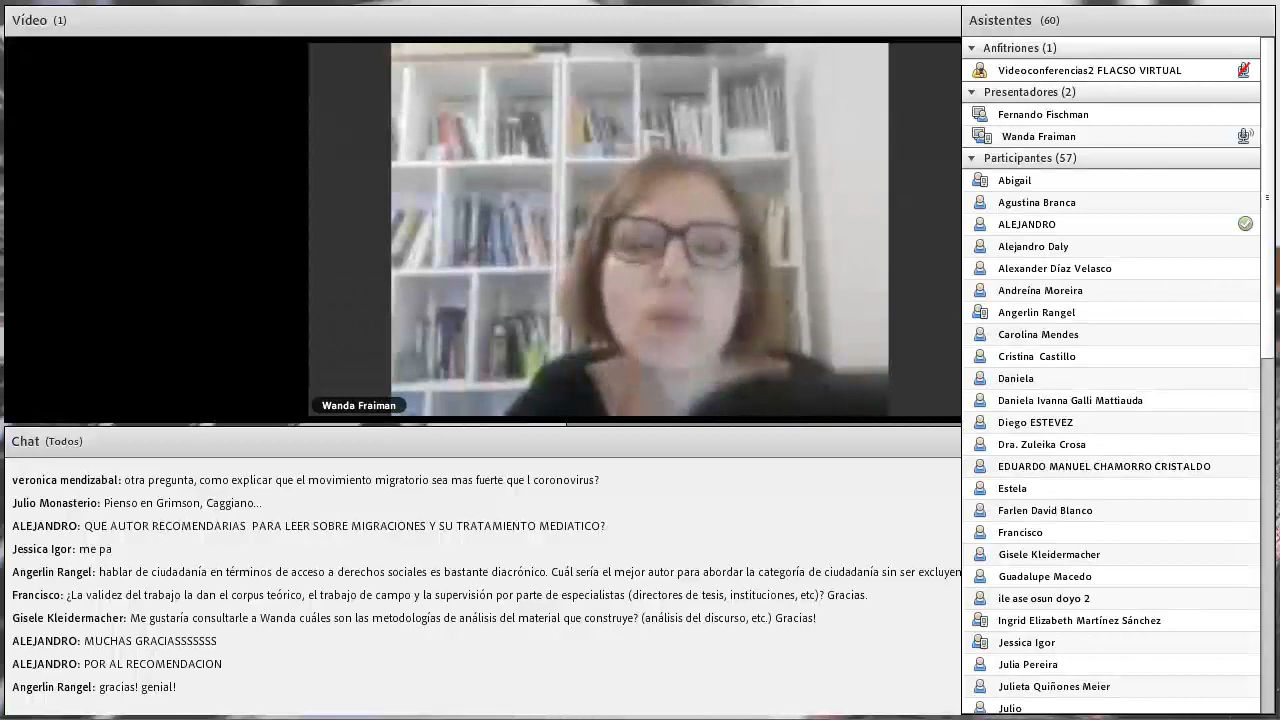 Vídeo (1)
Wanda Fraiman
Chat (Todos)
veronica mendizabal: otra pregunta, como explicar que el movimiento migratorio sea mas fuerte que l coronovirus?
Julio Monasterio: Pienso en Grimson, Caggiano...
ALEJANDRO: QUE AUTOR RECOMENDARIAS PARA LEER SOBRE MIGRACIONES Y SU TRATAMIENTO MEDIATICO?
Jessica Igor: me pa
Angerlin Rangel: hablar de ciudadanía en términos de acceso a derechos sociales es bastante diacrónico. Cuál sería el mejor autor para abordar la categoría de ciudadanía sin ser excluyen
Francisco: ¿La validez del trabajo la dan el corpus teórico, el trabajo de campo y la supervisión por parte de especialistas (directores de tesis, instituciones, etc)? Gracias.
Gisele Kleidermacher: Me gustaría consultarle a Wanda cuáles son las metodologías de análisis del material que construye? (análisis del discurso, etc.) Gracias!
ALEJANDRO: MUCHAS GRACIASSSSSSS
ALEJANDRO: POR AL RECOMENDACION
Angerlin Rangel: gracias! genial!
Asistentes (60)
Anfitriones (1)
Videoconferencias2 FLACSO VIRTUAL
Presentadores (2)
Fernando Fischman
Wanda Fraiman
Participantes (57)
Abigail
Agustina Branca
ALEJANDRO
Alejandro Daly
Alexander Díaz Velasco
Andreína Moreira
Angerlin Rangel
Carolina Mendes
Cristina Castillo
Daniela
Daniela Ivanna Galli Mattiauda
Diego ESTEVEZ
Dra. Zuleika Crosa
EDUARDO MANUEL CHAMORRO CRISTALDO
Estela
Farlen David Blanco
Francisco
Gisele Kleidermacher
Guadalupe Macedo
ile ase osun doyo 2
Ingrid Elizabeth Martínez Sánchez
Jessica Igor
Julia Pereira
Julieta Quiñones Meier
Julio